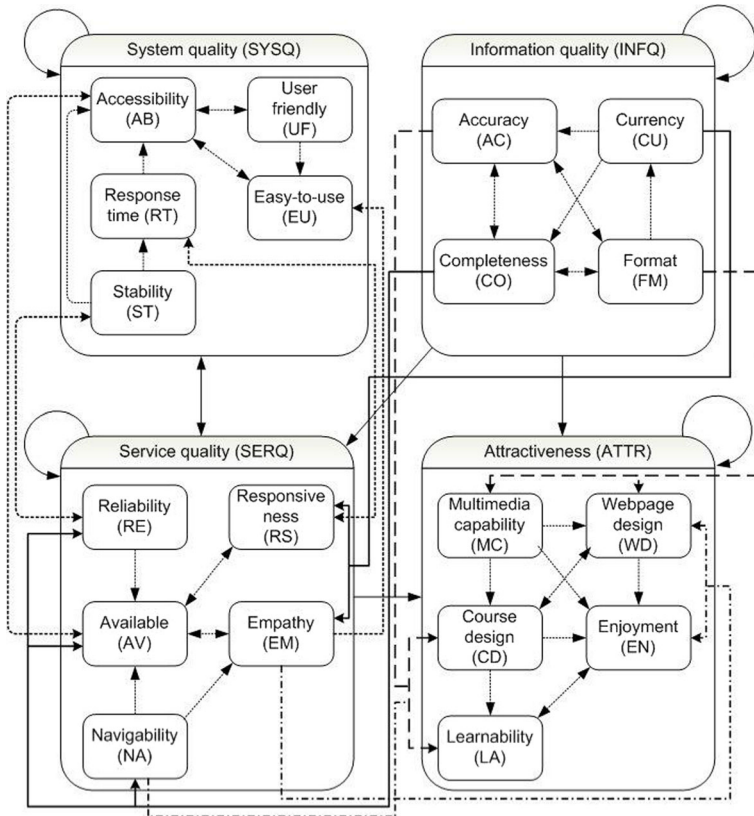 System quality (SYSQ)
Accessibility
(AB)
User
friendly
(UF)
Response
time (RT)
Easy-to-use
(EU)
Stability
(ST)
Information quality (INFQ)
Accuracy
(AC)
Currency
(CU)
Completeness
(CO)
Format
(FM)
Service quality (SERQ)
Reliability
(RE)
Responsive
ness
(RS)
Available
(AV)
Empathy
(EM)
Navigability
(NA)
Attractiveness (ATTR)
Multimedia
capability
(MC)
Webpage
design
(WD)
Course
design
(CD)
Enjoyment
(EN)
Learnability
(LA)